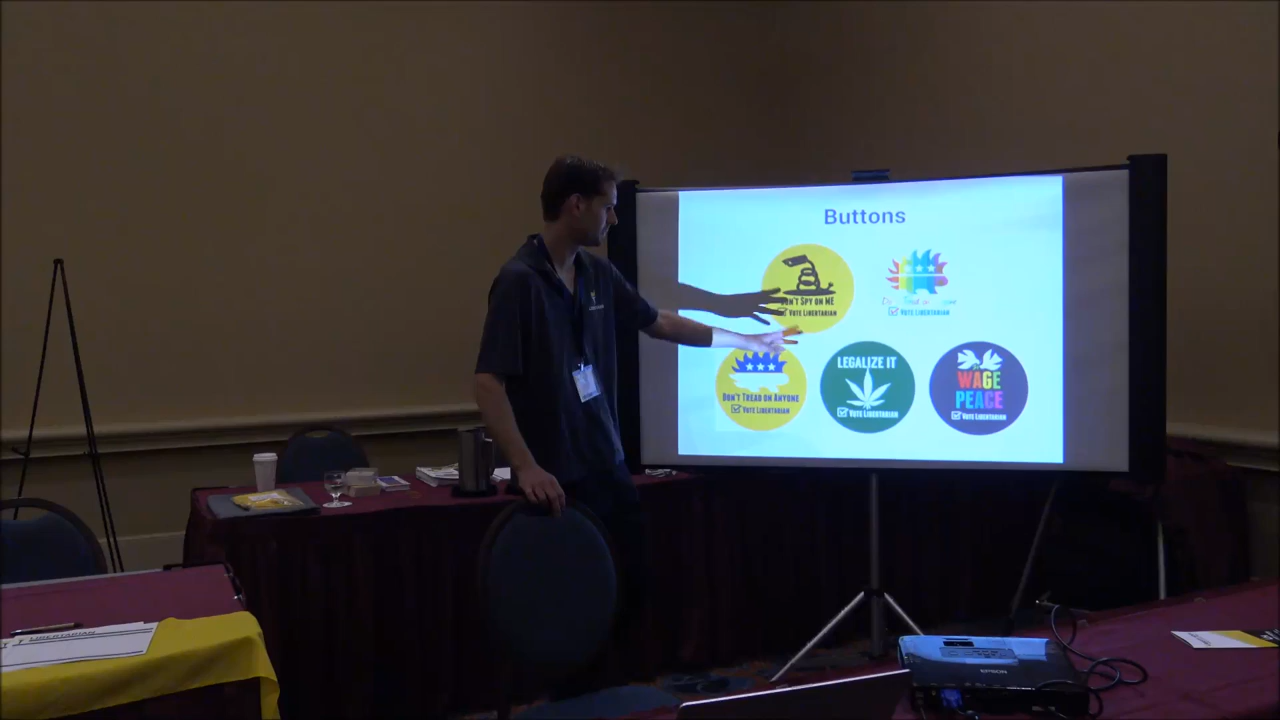 Buttons
N'T SPY ON ME
VOTE LIBERTARIAN
VOTE LIBERTARIAN
DON'T TREAD ON ANYONE
VOTE LIBERTARIAN
LEGALIZE IT
VOTE LIBERTARIAN
WAGE
PEACE
VOTE LIBERTARIAN
LIBERTARIAN